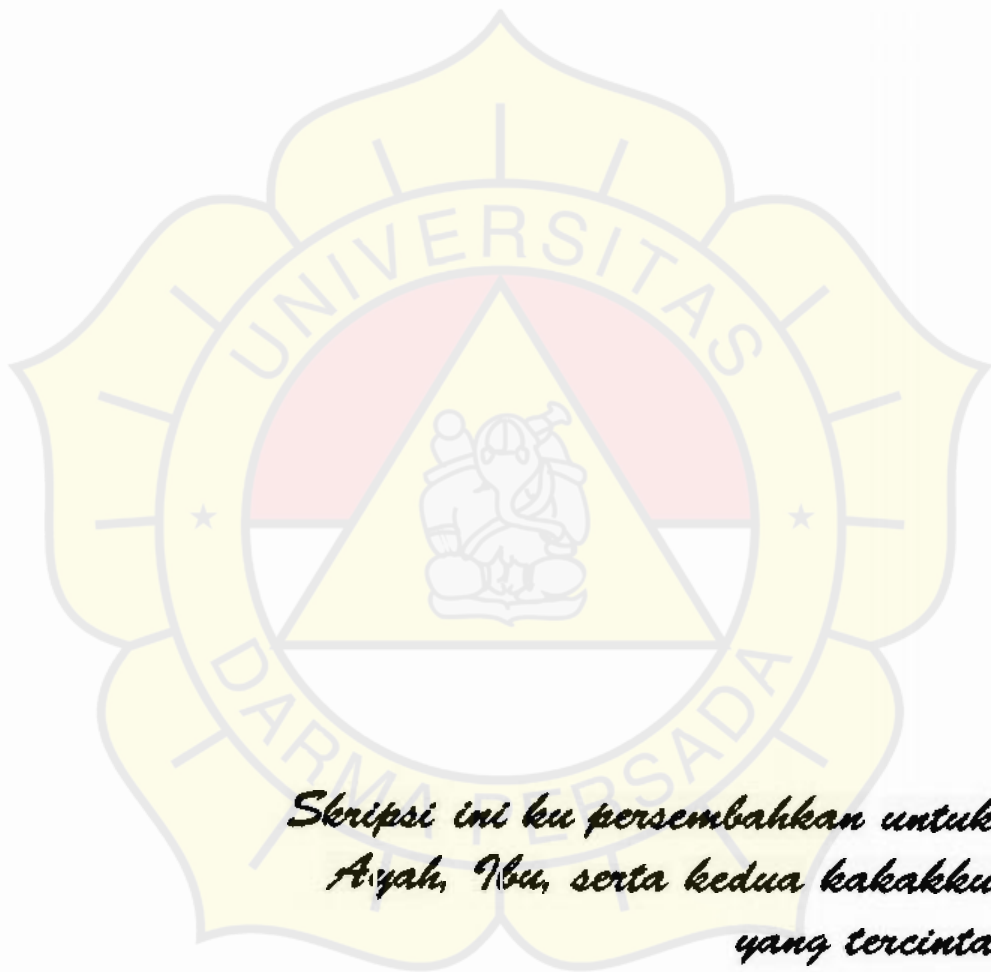 UNIVERSITAS
DARMA PERSADA
Skripsi ini ku persembahkan untuk
Ayah, Ibu, serta kedua kakakku
yang tercinta